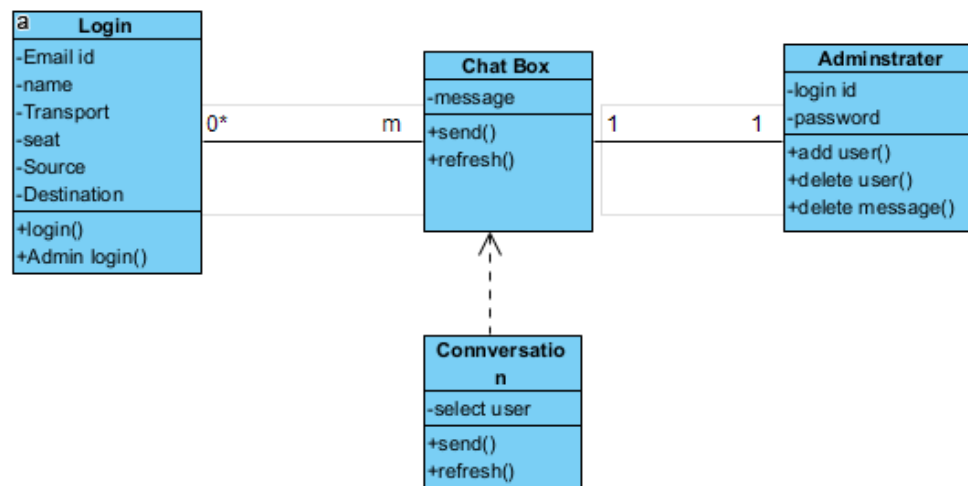 a
Login
-Email id
-name
-Transport
-seat
-Source
-Destination
+login()
+Admin login()
0*
m
Chat Box
-message
+send()
+refresh()
1
1
Adminstrater
-login id
-password
+add user()
+delete user()
+delete message()
Connversatio
n
-select user
+send()
+refresh()